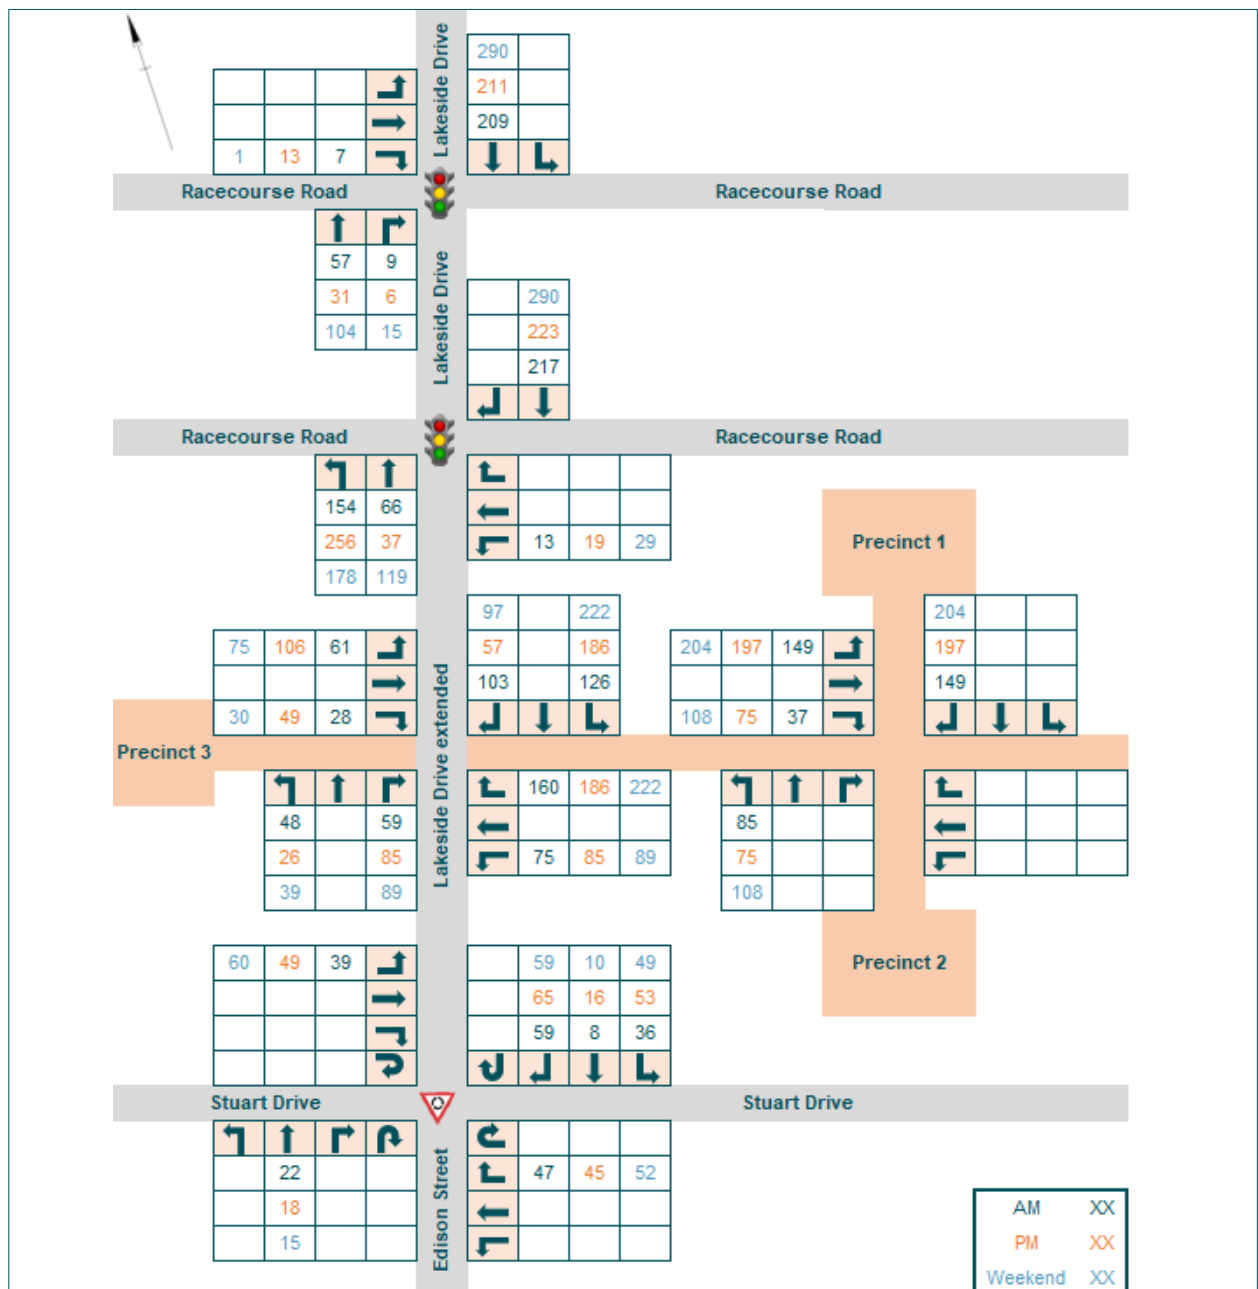 Lakeside Drive
290
211
209
1 13 7
Racecourse Road
Racecourse Road
57 9
31 6
104 15
Lakeside Drive
290
223
217
Racecourse Road
Racecourse Road
154 66
256 37
178 119
13 19 29
Precinct 1
97 222
57 186
103 126
75 106 61
30 49 28
204 197 149
108 75 37
204
197
149
Precinct 3
Lakeside Drive extended
48 59
26 85
39 89
160 186 222
75 85 89
85
75
108
Precinct 2
60 49 39
59 10 49
65 16 53
59 8 36
Stuart Drive
Stuart Drive
22
18
15
Edison Street
47 45 52
AM XX
PM XX
Weekend XX